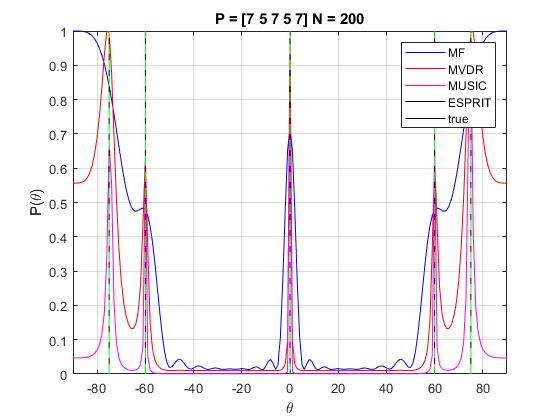 P = [7 5 7 5 7] N = 200
1
0.9
0.8
0.7
0.6
0.5
0.4
0.3
0.2
0.1
0
P(θ)
MF
MVDR
MUSIC
ESPRIT
true
-80 -60 -40 -20 0 20 40 60 80
θ